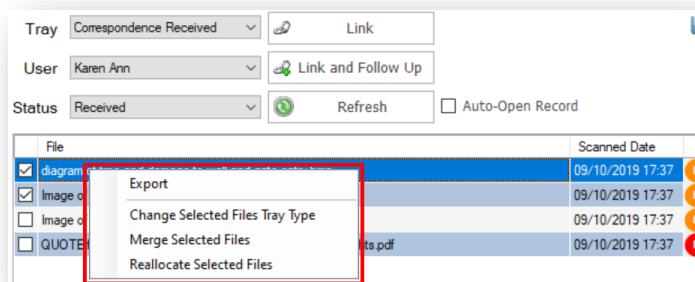 Tray Correspondence Received Link
User Karen Ann Link and Follow Up
Status Received Refresh Auto-Open Record
File Scanned Date
diagram 09/10/2019 17:37
Export
Image o 09/10/2019 17:37
Change Selected Files Tray Type
Image o 09/10/2019 17:37
Merge Selected Files
QUOTE hts.pdf 09/10/2019 17:37
Reallocate Selected Files